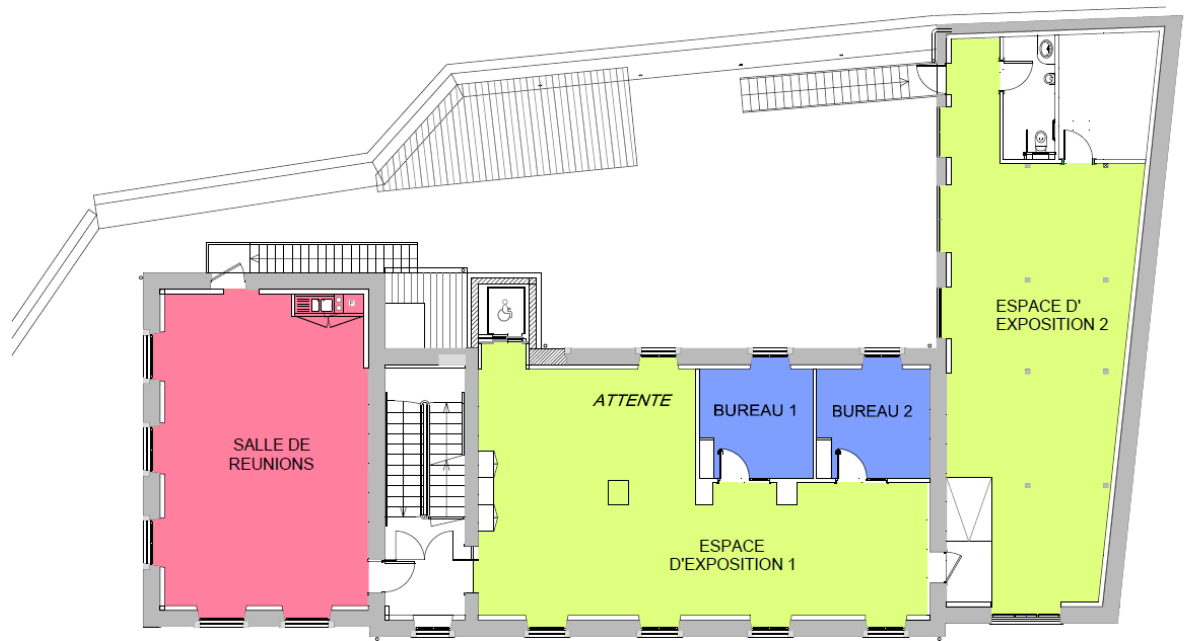 ESPACE D'
EXPOSITION 2
ATTENTE
BUREAU 1
BUREAU 2
SALLE DE
REUNIONS
ESPACE
D'EXPOSITION 1